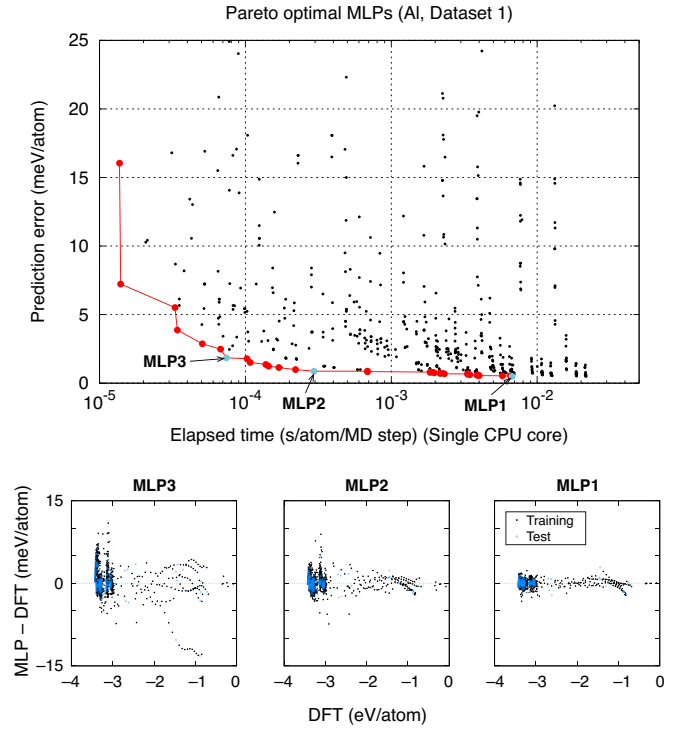 Pareto optimal MLPs (Al, Dataset 1)
25
20
15
10
5
0
Prediction error (meV/atom)
MLP3
MLP2
MLP1
10⁻⁵ 10⁻⁴ 10⁻³ 10⁻²
Elapsed time (s/atom/MD step) (Single CPU core)
MLP3 MLP2 MLP1
15
0
−15
MLP − DFT (meV/atom)
Training
Test
−4 −3 −2 −1 0 −4 −3 −2 −1 0 −4 −3 −2 −1 0
DFT (eV/atom)